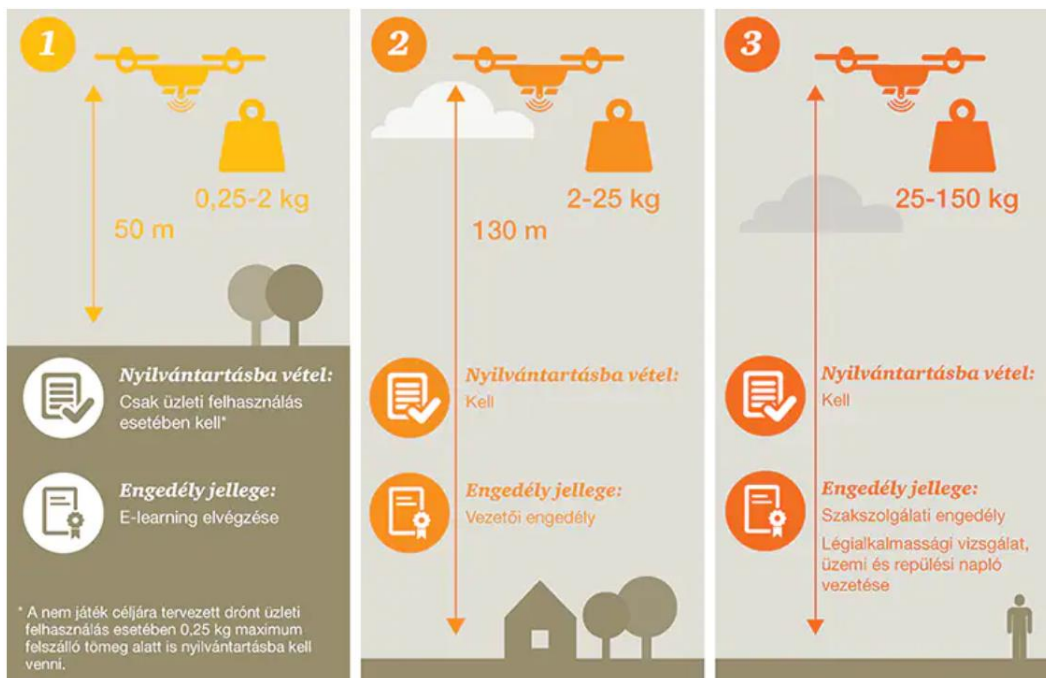 1
0,25-2 kg
50 m
Nyilvántartásba vétel:
Csak üzleti felhasználás
esetében kell*
Engedély jellege:
E-learning elvégzése
* A nem játék céljára tervezett drónt üzleti
felhasználás esetében 0,25 kg maximum
felszálló tömeg alatt is nyilvántartásba kell
venni.
2
2-25 kg
130 m
Nyilvántartásba vétel:
Kell
Engedély jellege:
Vezetői engedély
3
25-150 kg
Nyilvántartásba vétel:
Kell
Engedély jellege:
Szakszolgálati engedély
Légialkalmassági vizsgálat,
üzemi és repülési napló
vezetése